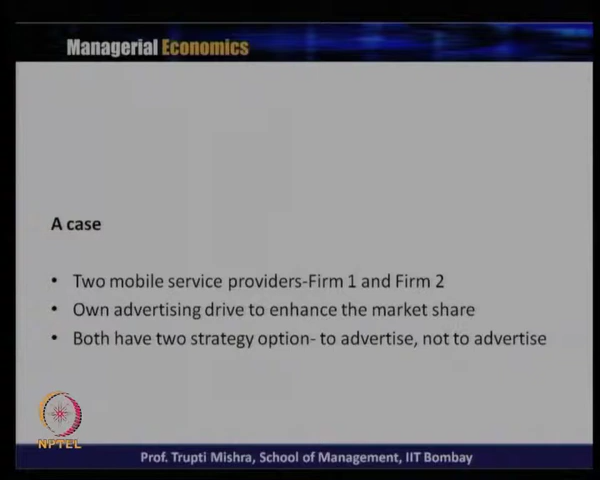 Managerial Economics
A case
• Two mobile service providers-Firm 1 and Firm 2
• Own advertising drive to enhance the market share
• Both have two strategy option- to advertise, not to advertise
NPTEL
Prof. Trupti Mishra, School of Management, IIT Bombay